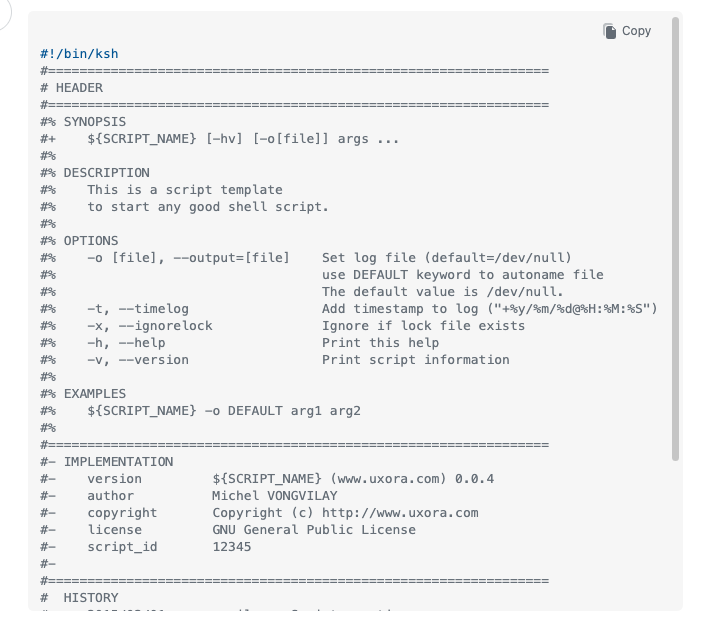 Copy
#!/bin/ksh
#================================================================
# HEADER
#================================================================
#% SYNOPSIS
#+    ${SCRIPT_NAME} [-hv] [-o[file]] args ...
#%
#% DESCRIPTION
#%    This is a script template
#%    to start any good shell script.
#%
#% OPTIONS
#%    -o [file], --output=[file]    Set log file (default=/dev/null)
#%                                  use DEFAULT keyword to autoname file
#%                                  The default value is /dev/null.
#%    -t, --timelog                 Add timestamp to log ("+%y/%m/%d@%H:%M:%S")
#%    -x, --ignorelock              Ignore if lock file exists
#%    -h, --help                    Print this help
#%    -v, --version                 Print script information
#%
#% EXAMPLES
#%    ${SCRIPT_NAME} -o DEFAULT arg1 arg2
#%
#================================================================
#- IMPLEMENTATION
#-    version         ${SCRIPT_NAME} (www.uxora.com) 0.0.4
#-    author          Michel VONGVILAY
#-    copyright       Copyright (c) http://www.uxora.com
#-    license         GNU General Public License
#-    script_id       12345
#-
#================================================================
#  HISTORY